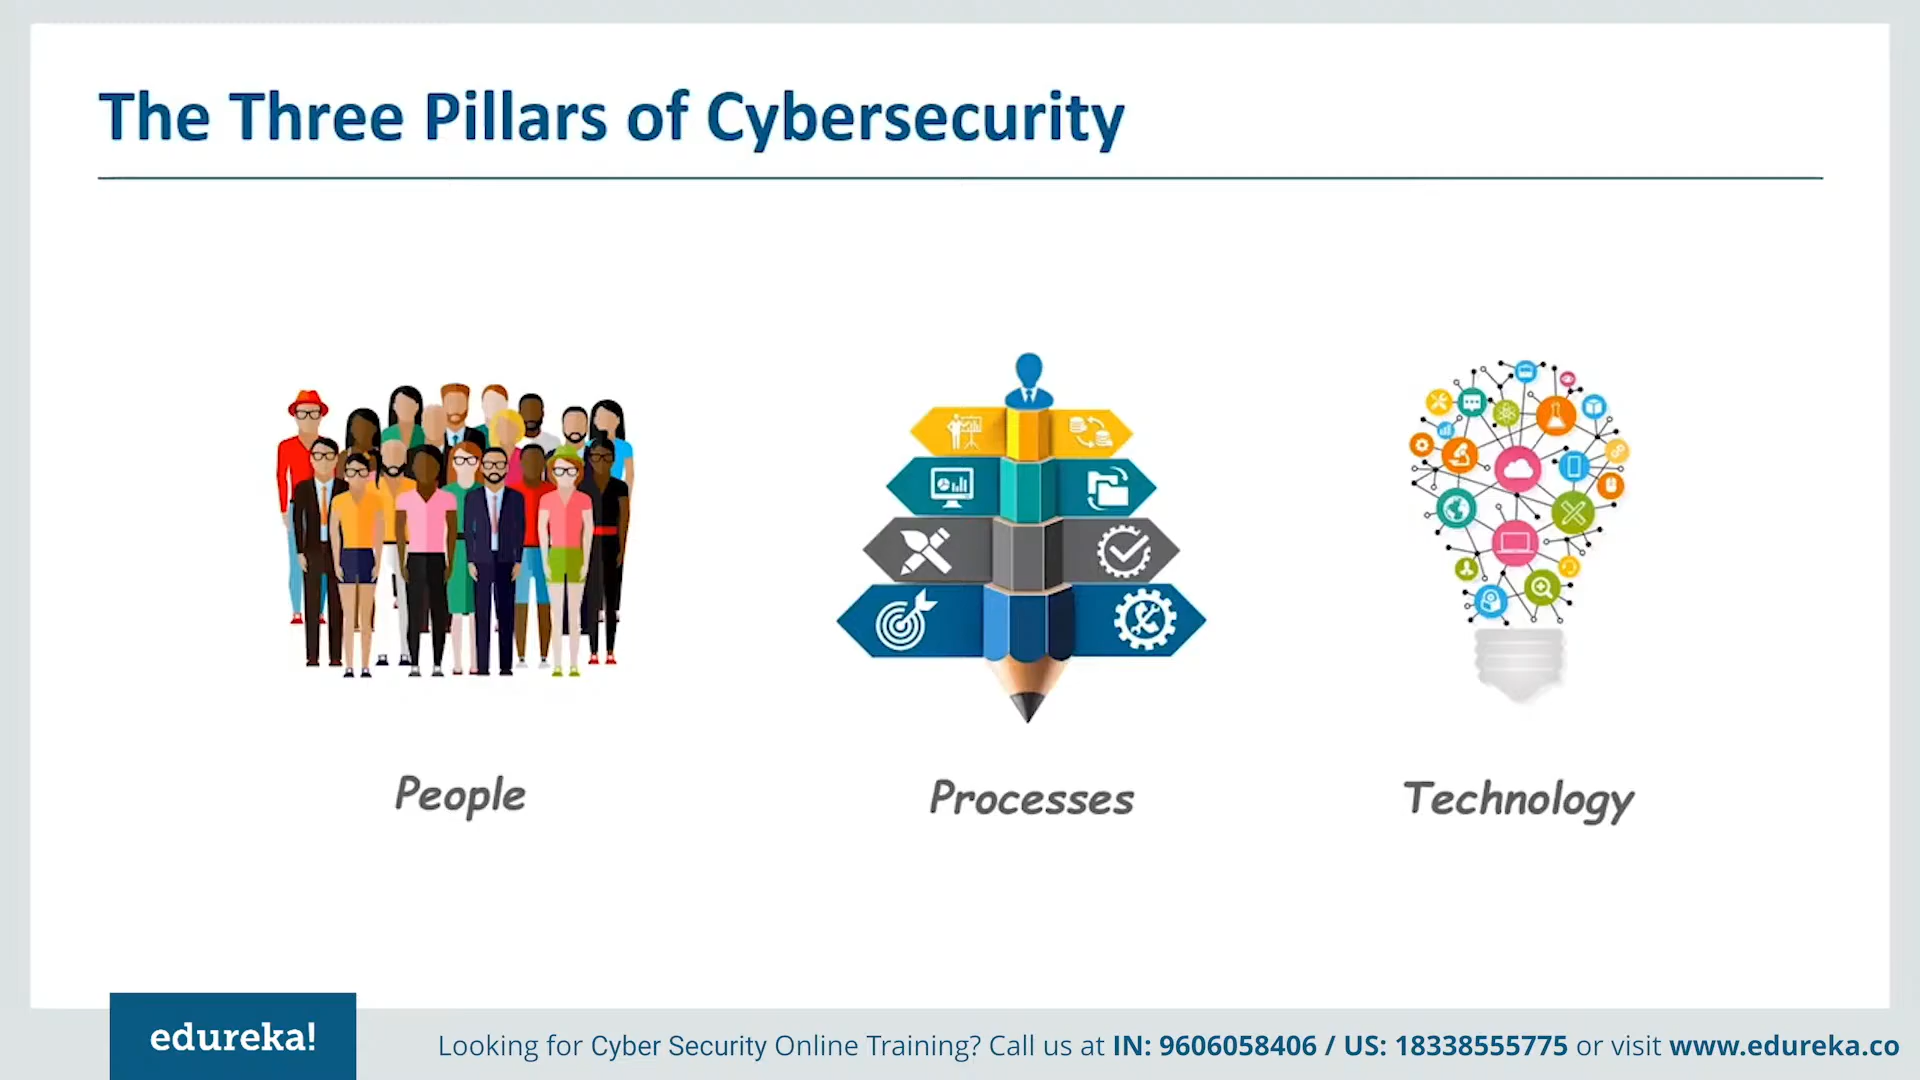 The Three Pillars of Cybersecurity
People
Processes
Technology
edureka!
Looking for Cyber Security Online Training? Call us at IN: 9606058406 / US: 18338555775 or visit www.edureka.co